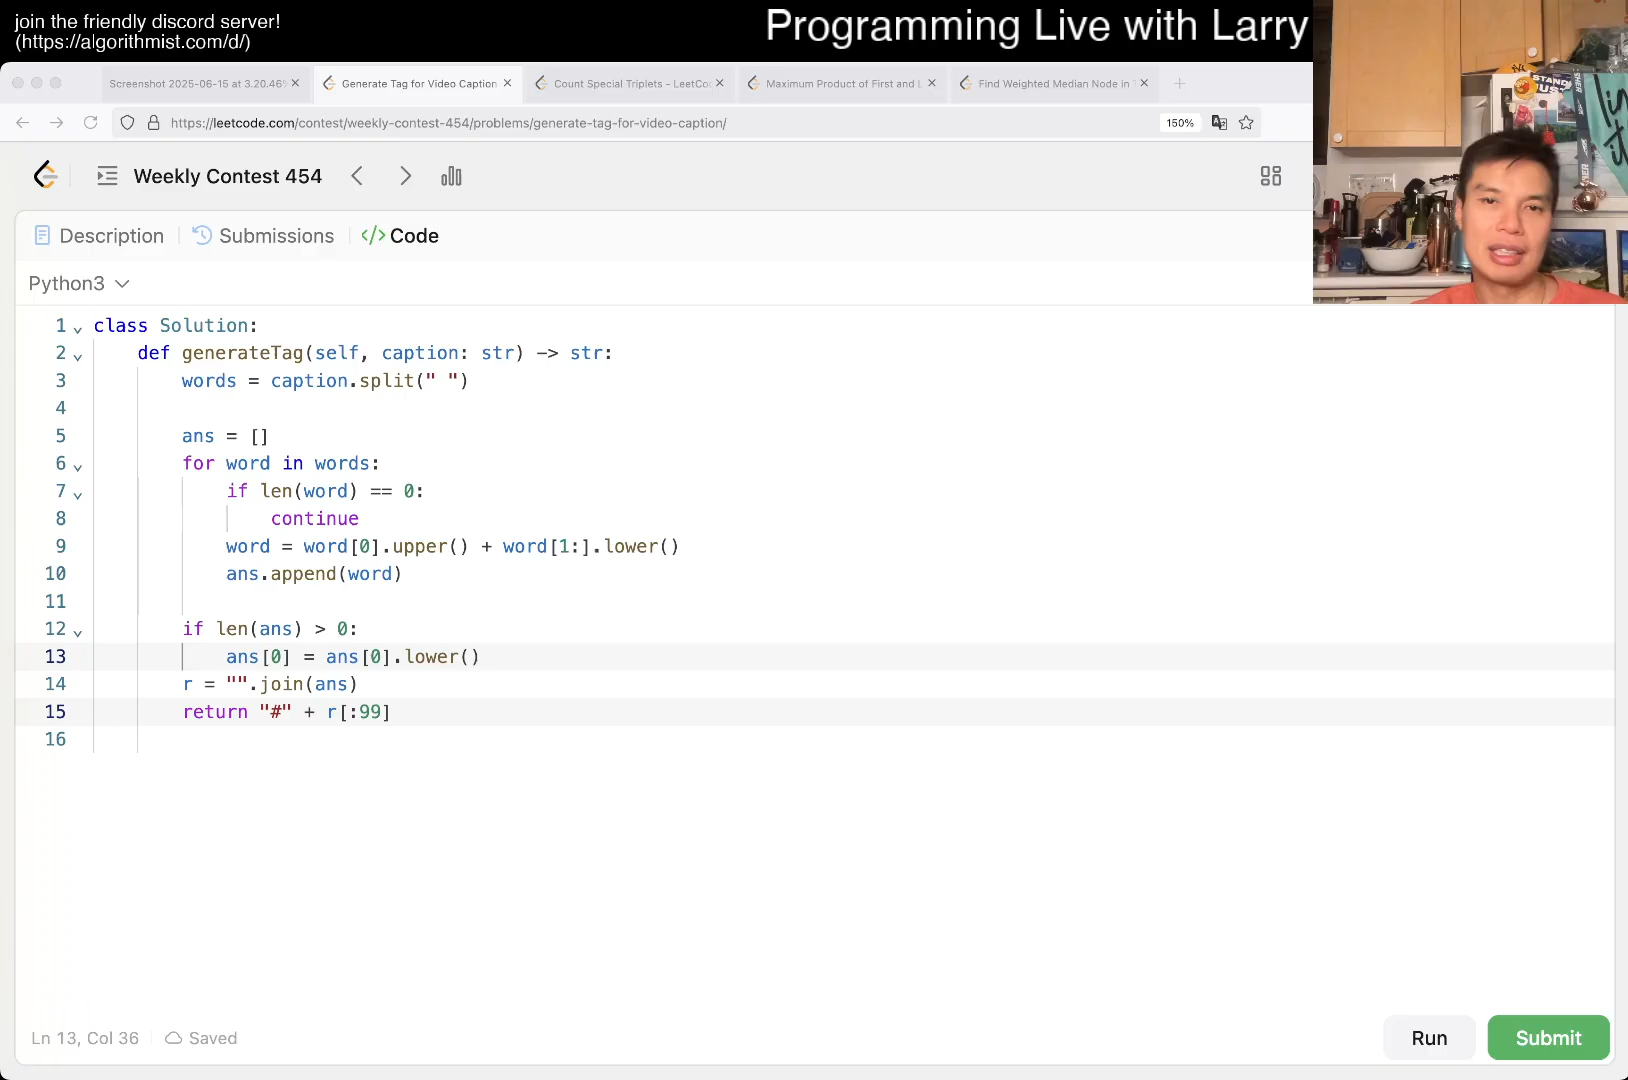 join the friendly discord server!
(https://algorithmist.com/d/)
Programming Live with Larry
Screenshot 2025-06-15 at 3.20.46
Generate Tag for Video Caption
Count Special Triplets - LeetCo
Maximum Product of First and L
Find Weighted Median Node in T
https://leetcode.com/contest/weekly-contest-454/problems/generate-tag-for-video-caption/
150%
Weekly Contest 454
Description
Submissions
</> Code
Python3
1 class Solution:
2 def generateTag(self, caption: str) -> str:
3 words = caption.split(" ")
4
5 ans = []
6 for word in words:
7 if len(word) == 0:
8 continue
9 word = word[0].upper() + word[1:].lower()
10 ans.append(word)
11
12 if len(ans) > 0:
13 ans[0] = ans[0].lower()
14 r = "".join(ans)
15 return "#" + r[:99]
16
Ln 13, Col 36
Saved
Run
Submit